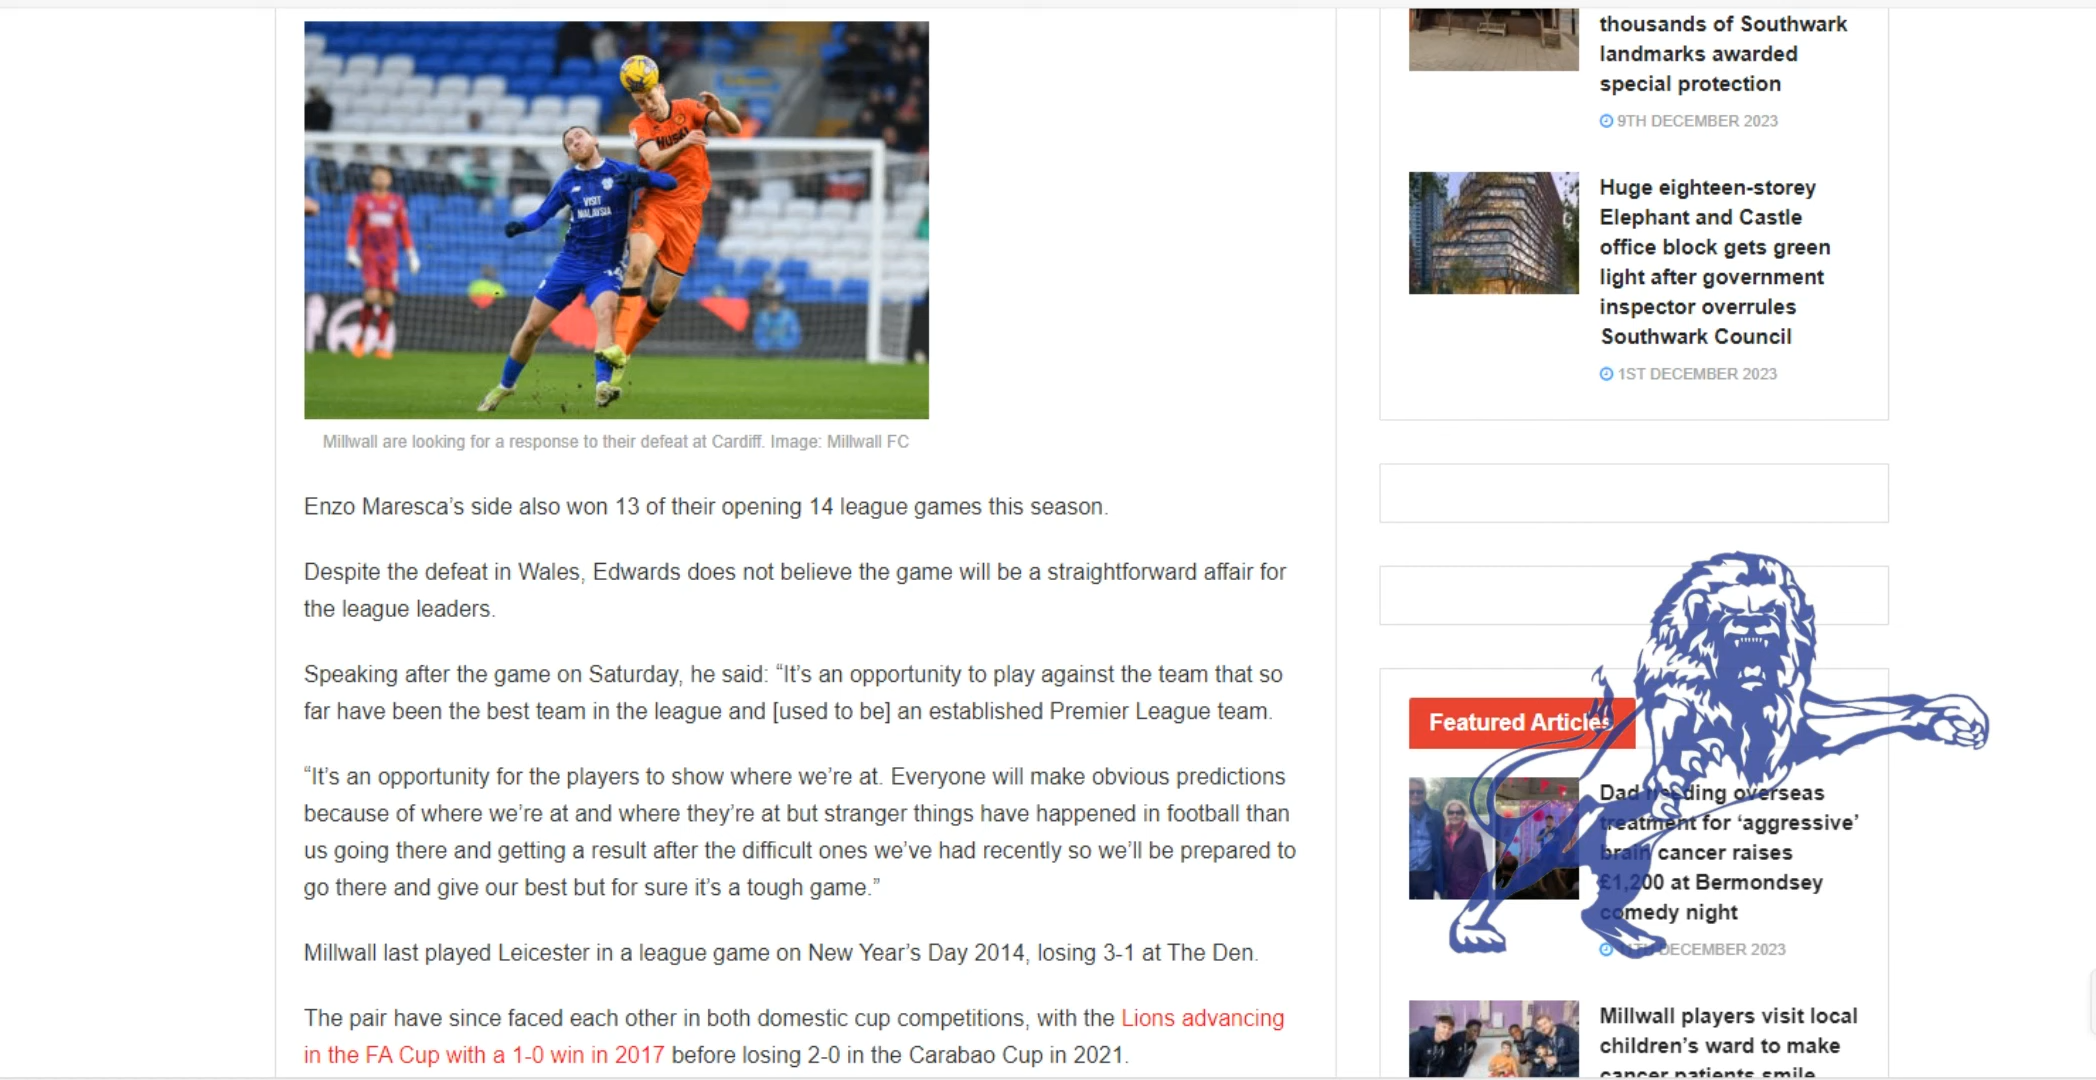 HUSKI
VISIT
MALAYSIA
Millwall are looking for a response to their defeat at Cardiff. Image: Millwall FC
Enzo Maresca’s side also won 13 of their opening 14 league games this season.
Despite the defeat in Wales, Edwards does not believe the game will be a straightforward affair for
the league leaders.
Speaking after the game on Saturday, he said: “It’s an opportunity to play against the team that so
far have been the best team in the league and [used to be] an established Premier League team.
“It’s an opportunity for the players to show where we’re at. Everyone will make obvious predictions
because of where we’re at and where they’re at but stranger things have happened in football than
us going there and getting a result after the difficult ones we’ve had recently so we’ll be prepared to
go there and give our best but for sure it’s a tough game.”
Millwall last played Leicester in a league game on New Year’s Day 2014, losing 3-1 at The Den.
The pair have since faced each other in both domestic cup competitions, with the Lions advancing
in the FA Cup with a 1-0 win in 2017 before losing 2-0 in the Carabao Cup in 2021.
thousands of Southwark
landmarks awarded
special protection
9TH DECEMBER 2023
Huge eighteen-storey
Elephant and Castle
office block gets green
light after government
inspector overrules
Southwark Council
1ST DECEMBER 2023
Featured Articles
Dad needing overseas
treatment for ‘aggressive’
brain cancer raises
£1,200 at Bermondsey
comedy night
11TH DECEMBER 2023
Millwall players visit local
children’s ward to make
cancer patients smile